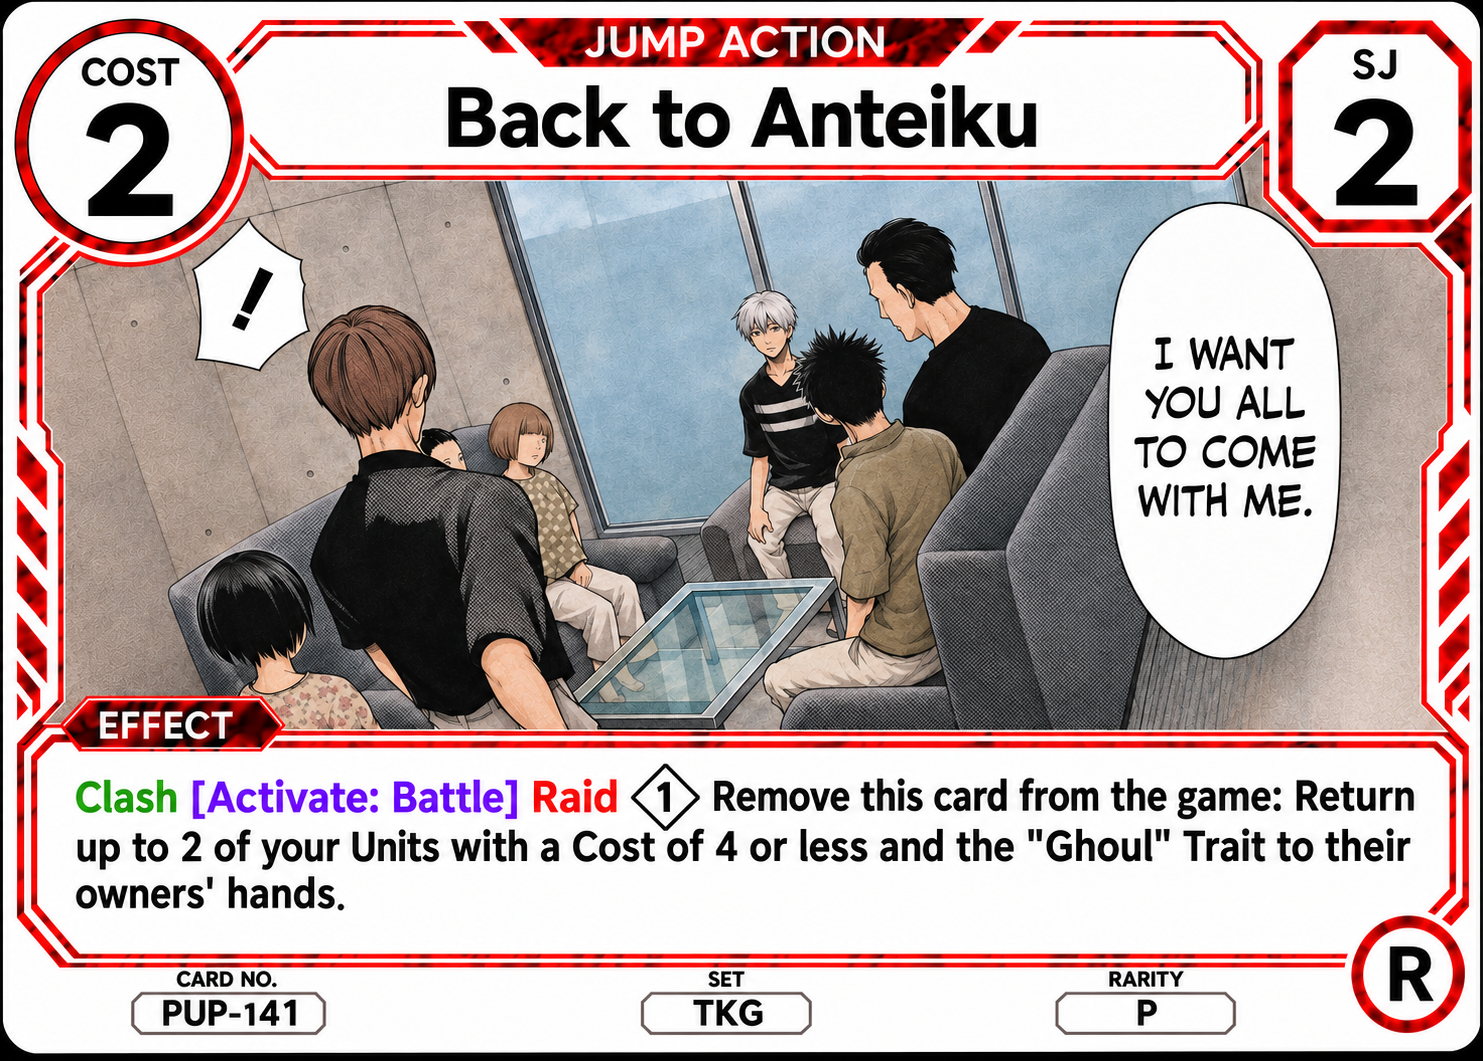 JUMP ACTION
COST
2
Back to Anteiku
SJ
2
!
I WANT
YOU ALL
TO COME
WITH ME.
EFFECT
Clash [Activate: Battle] Raid 1 Remove this card from the game: Return
up to 2 of your Units with a Cost of 4 or less and the "Ghoul" Trait to their
owners' hands.
CARD NO.
PUP-141
SET
TKG
RARITY
P
R